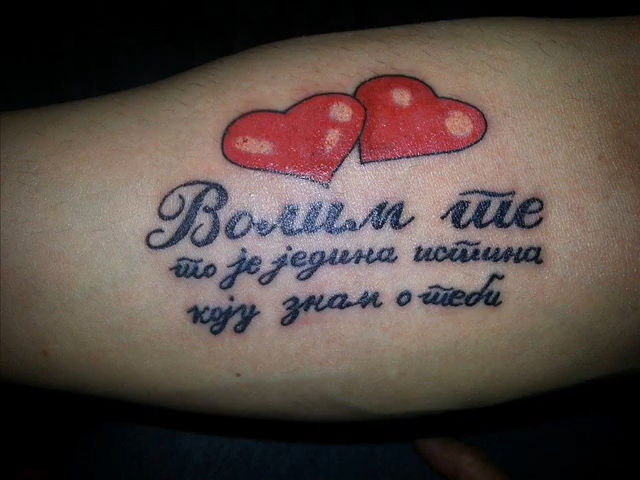 Волим те
то је једина истина
коју знам о теби